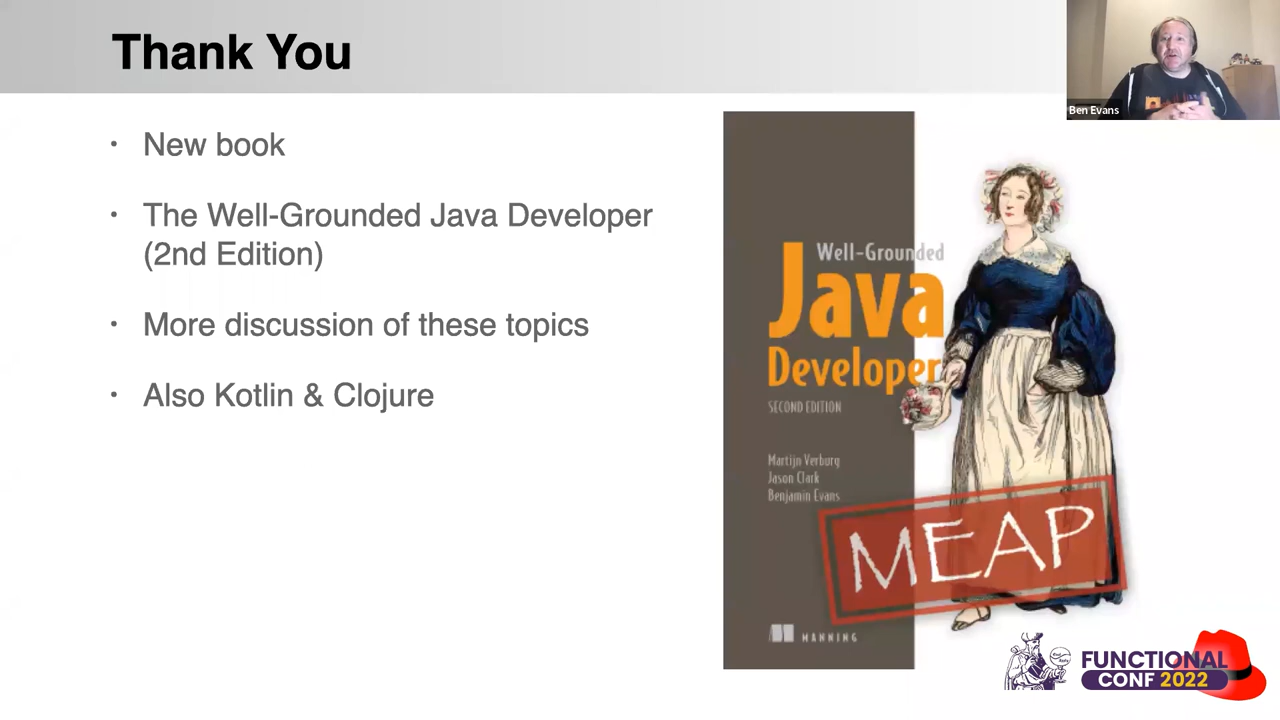 Thank You
Ben Evans
• New book
• The Well-Grounded Java Developer
(2nd Edition)
• More discussion of these topics
• Also Kotlin & Clojure
Well-Grounded
Java
Developer
SECOND EDITION
Martijn Verburg
Jason Clark
Benjamin Evans
MEAP
MANNING
FUNCTIONAL
CONF 2022